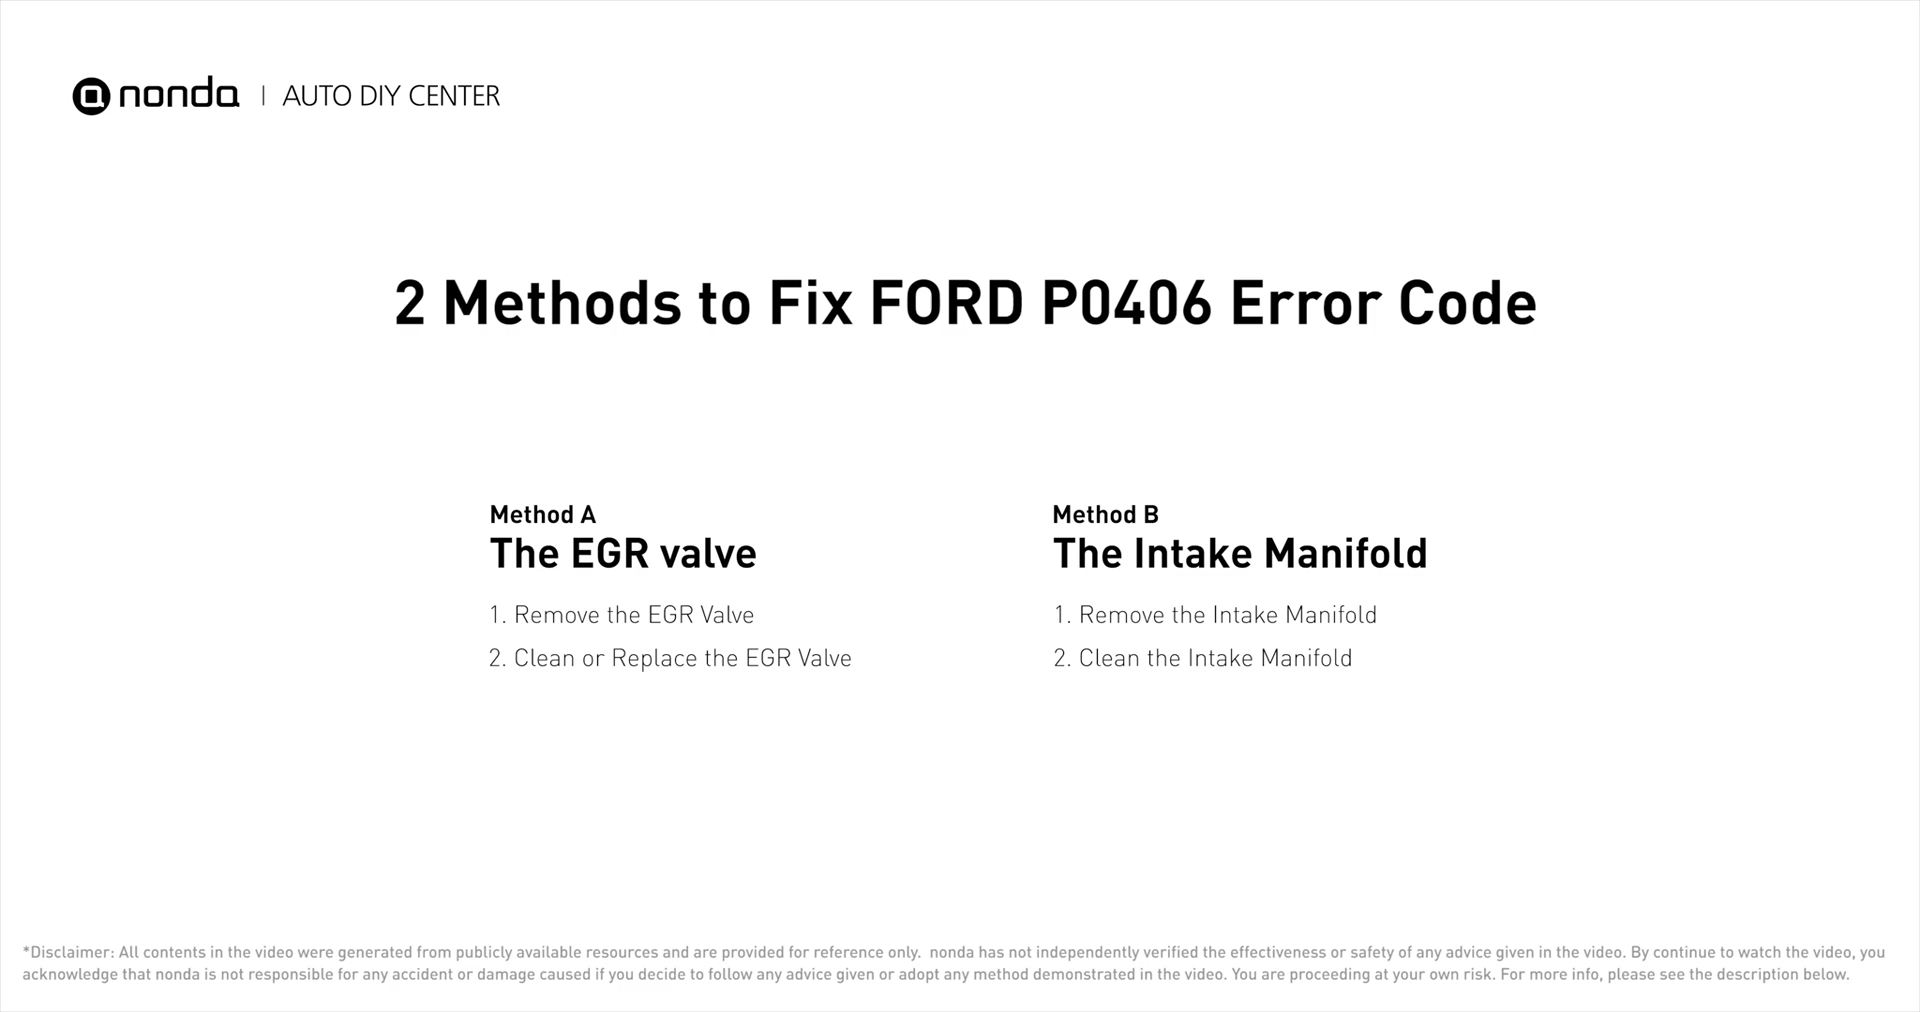 nonda | AUTO DIY CENTER
2 Methods to Fix FORD P0406 Error Code
Method A
The EGR valve
1. Remove the EGR Valve
2. Clean or Replace the EGR Valve
Method B
The Intake Manifold
1. Remove the Intake Manifold
2. Clean the Intake Manifold
*Disclaimer: All contents in the video were generated from publicly available resources and are provided for reference only.  nonda has not independently verified the effectiveness or safety of any advice given in the video. By continue to watch the video, you
acknowledge that nonda is not responsible for any accident or damage caused if you decide to follow any advice given or adopt any method demonstrated in the video. You are proceeding at your own risk. For more info, please see the description below.